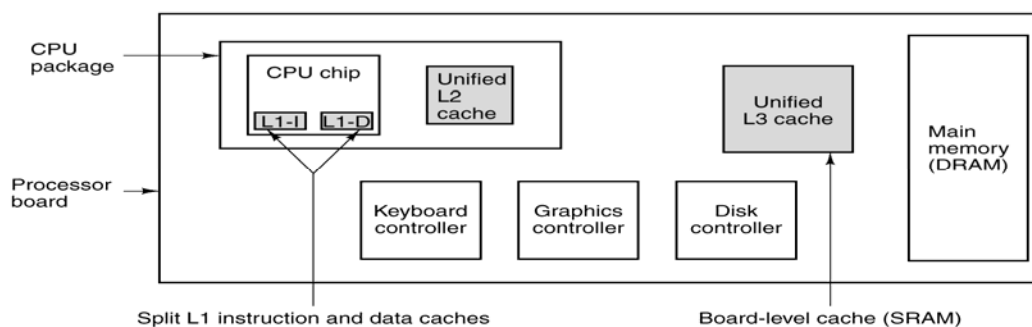 CPU
package
CPU chip
L1-I
L1-D
Unified
L2
cache
Unified
L3 cache
Main
memory
(DRAM)
Processor
board
Keyboard
controller
Graphics
controller
Disk
controller
Split L1 instruction and data caches
Board-level cache (SRAM)